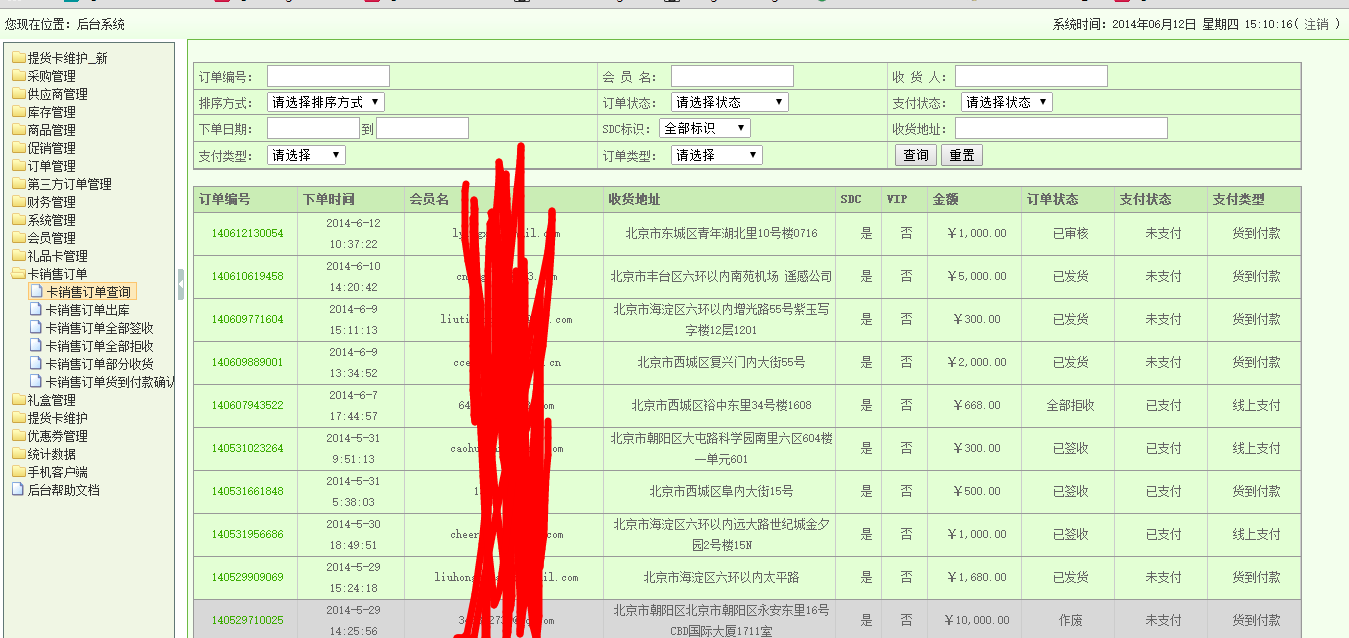 您现在位置: 后台系统
系统时间: 2014年06月12日 星期四 15:10:16( 注销 )
提货卡维护_新
采购管理
供应商管理
库存管理
商品管理
促销管理
订单管理
第三方订单管理
财务管理
系统管理
会员管理
礼品卡管理
卡销售订单
卡销售订单查询
卡销售订单出库
卡销售订单全部签收
卡销售订单全部拒收
卡销售订单部分收货
卡销售订单货到付款确认
礼盒管理
提货卡维护
优惠券管理
统计数据
手机客户端
后台帮助文档
订单编号: 会 员 名: 收 货 人:
排序方式: 请选择排序方式 订单状态: 请选择状态 支付状态: 请选择状态
下单日期: 到 SDC标识: 全部标识 收货地址:
支付类型: 请选择 订单类型: 请选择 查询 重置
订单编号 下单时间 会员名 收货地址 SDC VIP 金额 订单状态 支付状态 支付类型
140612130054 2014-6-12 10:37:22 北京市东城区青年湖北里10号楼0716 是 否 ¥1,000.00 已审核 未支付 货到付款
140610619458 2014-6-10 14:20:42 北京市丰台区六环以内南苑机场 遥感公司 是 否 ¥5,000.00 已发货 未支付 货到付款
140609771604 2014-6-9 15:11:13 北京市海淀区六环以内增光路55号紫玉写字楼12层1201 是 否 ¥300.00 已发货 未支付 货到付款
140609889001 2014-6-9 13:34:52 北京市西城区复兴门内大街55号 是 否 ¥2,000.00 已发货 未支付 货到付款
140607943522 2014-6-7 17:44:57 北京市西城区裕中东里34号楼1608 是 否 ¥668.00 全部拒收 已支付 线上支付
140531023264 2014-5-31 9:51:13 北京市朝阳区大屯路科学园南里六区604楼一单元601 是 否 ¥300.00 已签收 已支付 线上支付
140531661848 2014-5-31 5:38:03 北京市西城区阜内大街15号 是 否 ¥500.00 已签收 已支付 货到付款
140531956686 2014-5-30 18:49:51 北京市海淀区六环以内远大路世纪城金夕园2号楼15N 是 否 ¥1,000.00 已签收 已支付 线上支付
140529909069 2014-5-29 15:24:18 北京市海淀区六环以内太平路 是 否 ¥1,680.00 已发货 未支付 货到付款
140529710025 2014-5-29 14:25:56 北京市朝阳区北京市朝阳区永安东里16号CBD国际大厦1711室 是 否 ¥10,000.00 作废 未支付 货到付款